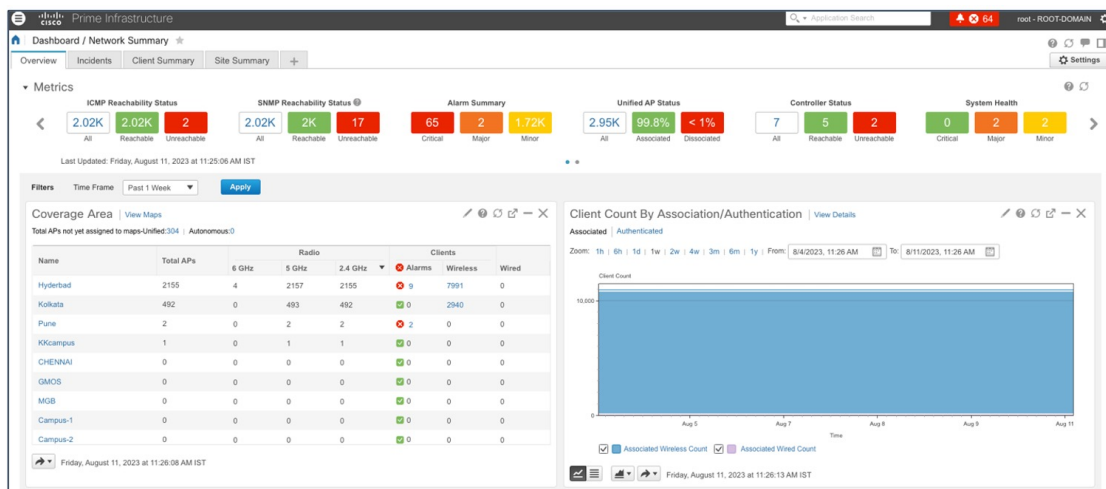 cisco Prime Infrastructure
Application Search
64
root - ROOT-DOMAIN
Dashboard / Network Summary
Overview Incidents Client Summary Site Summary +
Settings
Metrics
ICMP Reachability Status SNMP Reachability Status Alarm Summary Unified AP Status Controller Status System Health
2.02K 2.02K 2 2.02K 2K 17 65 2 1.72K 2.95K 99.8% < 1% 7 5 2 0 2 2
All Reachable Unreachable All Reachable Unreachable Critical Major Minor All Associated Dissociated All Reachable Unreachable Critical Major Minor
Last Updated: Friday, August 11, 2023 at 11:25:06 AM IST
Filters Time Frame Past 1 Week Apply
Coverage Area | View Maps
Total APs not yet assigned to maps-Unified:304 | Autonomous:0
Name Total APs Radio Clients
6 GHz 5 GHz 2.4 GHz Alarms Wireless Wired
Hyderbad 2155 4 2157 2155 9 7991 0
Kolkata 492 0 493 492 0 2940 0
Pune 2 0 2 2 2 0 0
KKcampus 1 0 1 1 0 0 0
CHENNAI 0 0 0 0 0 0 0
GMOS 0 0 0 0 0 0 0
MGB 0 0 0 0 0 0 0
Campus-1 0 0 0 0 0 0 0
Campus-2 0 0 0 0 0 0 0
Friday, August 11, 2023 at 11:26:08 AM IST
Client Count By Association/Authentication | View Details
Associated | Authenticated
Zoom: 1h | 6h | 1d | 1w | 2w | 4w | 3m | 6m | 1y | From: 8/4/2023, 11:26 AM To: 8/11/2023, 11:26 AM
Client Count
10,000
0
Aug 5 Aug 7 Aug 8 Aug 9 Aug 11
Time
Associated Wireless Count Associated Wired Count
Friday, August 11, 2023 at 11:26:13 AM IST